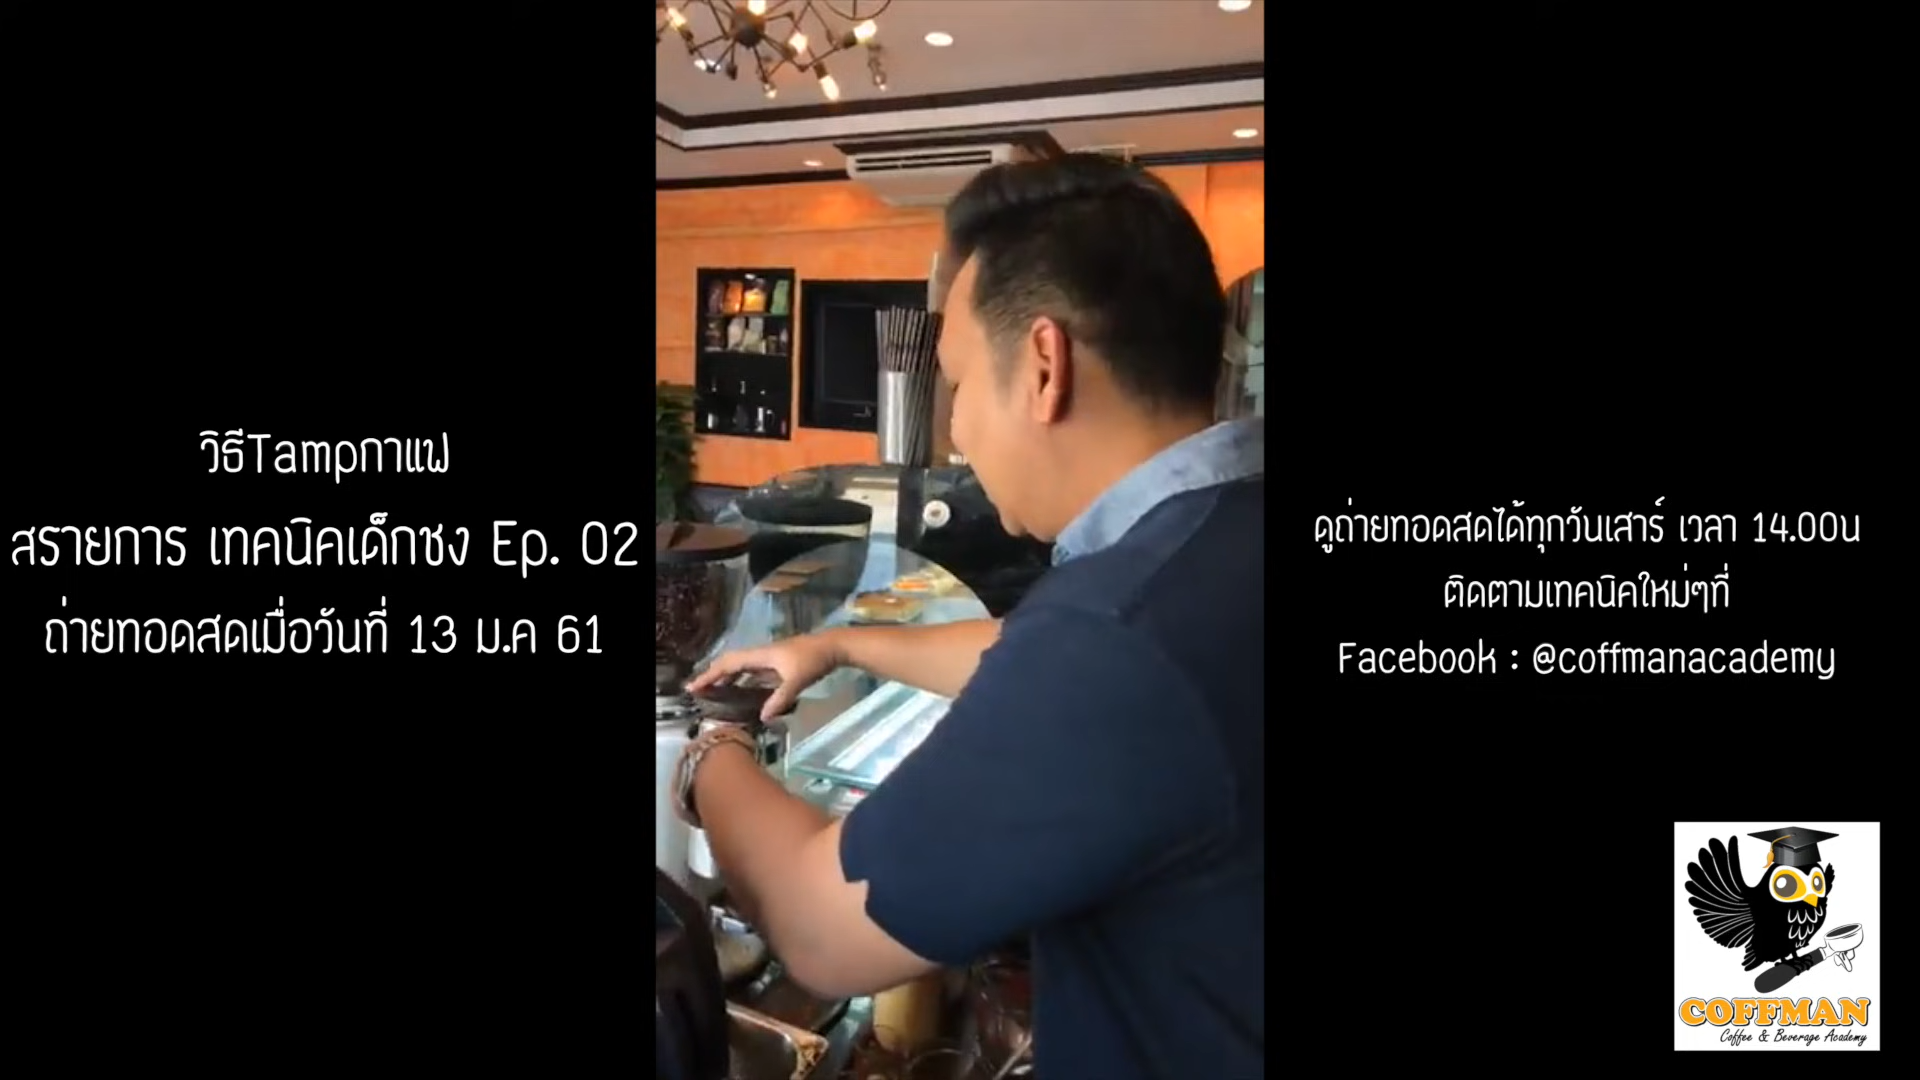 วิธีTampกาแฟ
สรายการ เทคนิคเด็กชง Ep. 02
ถ่ายทอดสดเมื่อวันที่ 13 ม.ค 61
ดูถ่ายทอดสดได้ทุกวันเสาร์ เวลา 14.00น
ติดตามเทคนิคใหม่ๆที่
Facebook : @coffmanacademy
COFFMAN
Coffee & Beverage Academy